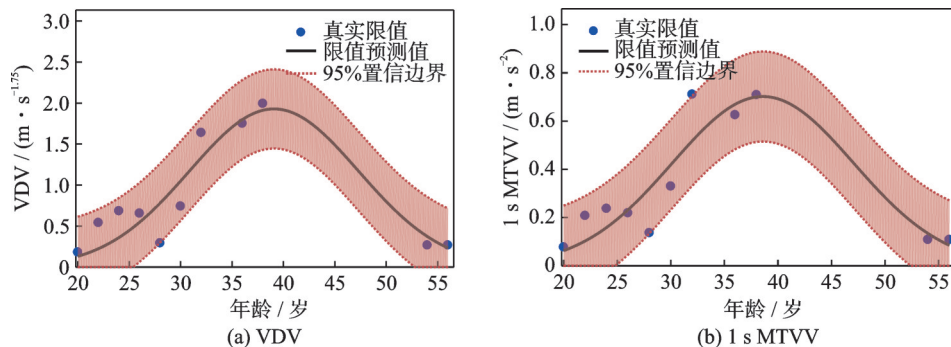 3.0
2.5
2.0
1.5
1.0
0.5
0
VDV / (m · s⁻¹·⁷⁵)
真实限值
限值预测值
95%置信边界
20 25 30 35 40 45 50 55
年龄 / 岁
(a) VDV
1.0
0.8
0.6
0.4
0.2
0
1 s MTVV / (m · s⁻²)
真实限值
限值预测值
95%置信边界
20 25 30 35 40 45 50 55
年龄 / 岁
(b) 1 s MTVV